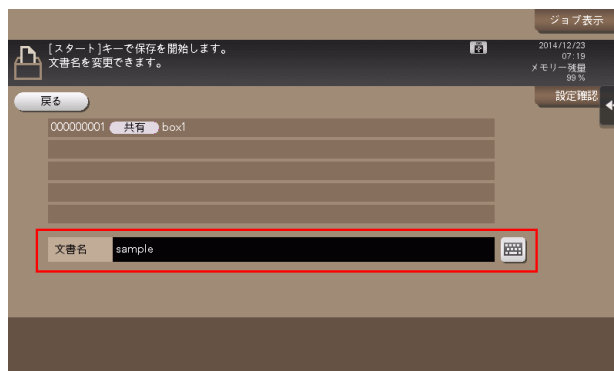 ジョブ表示
[スタート]キーで保存を開始します。
文書名を変更できます。
2014/12/23
07:19
メモリー残量
99 %
戻る
設定確認
000000001 共有 box1
文書名 sample